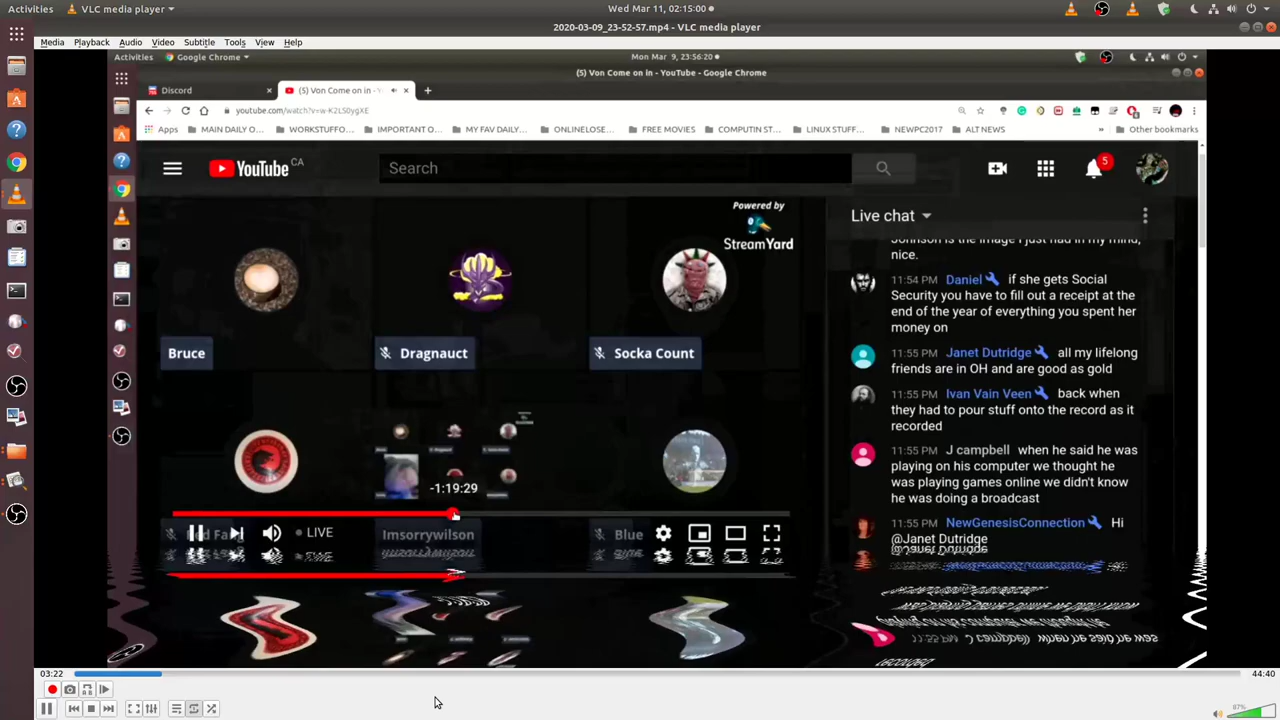 Activities VLC media player Wed Mar 11, 02:15:00
2020-03-09_23-52-57.mp4 - VLC media player
Media Playback Audio Video Subtitle Tools View Help
Activities Google Chrome Mon Mar 9, 23:56:20
(5) Von Come on in - YouTube - Google Chrome
Discord (5) Von Come on in -
youtube.com/watch?v=w-K2LS0ygXE
Apps MAIN DAILY O... WORKSTUFFO... IMPORTANT O... MY FAV DAILY... ONLINELOSE... FREE MOVIES COMPUTIN ST... LINUX STUFF... NEWPC2017 ALT NEWS » Other bookmarks
YouTube CA Search 5
Powered by
StreamYard
Live chat
Johnson is the image I just had in my mind,
nice.
11:54 PM Daniel if she gets Social
Security you have to fill out a receipt at the
end of the year of everything you spent her
money on
11:55 PM Janet Dutridge all my lifelong
friends are in OH and are good as gold
11:55 PM Ivan Vain Veen back when
they had to pour stuff onto the record as it
recorded
11:55 PM J campbell when he said he was
playing on his computer we thought he
was playing games online we didn't know
he was doing a broadcast
11:55 PM NewGenesisConnection Hi
@Janet Dutridge
Bruce Dragnauct Socka Count
-1:19:29
LIVE
Imsorrywilson Blue
03:22 44:40
87%